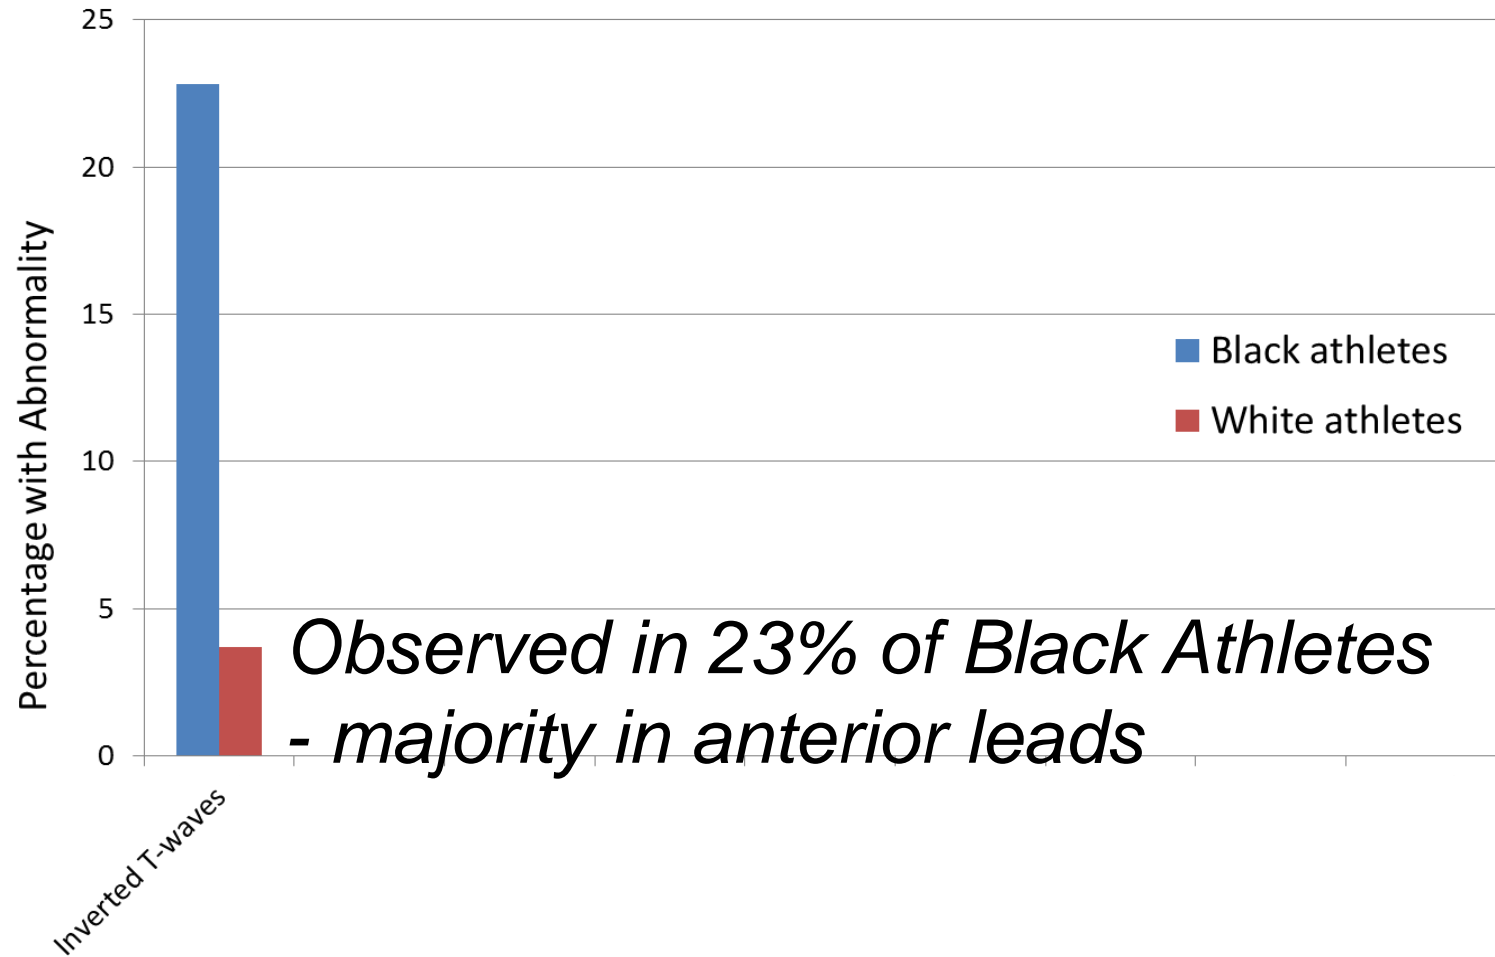 25
20
15
10
5
0
Percentage with Abnormality
Black athletes
White athletes
Observed in 23% of Black Athletes
- majority in anterior leads
Inverted T-waves